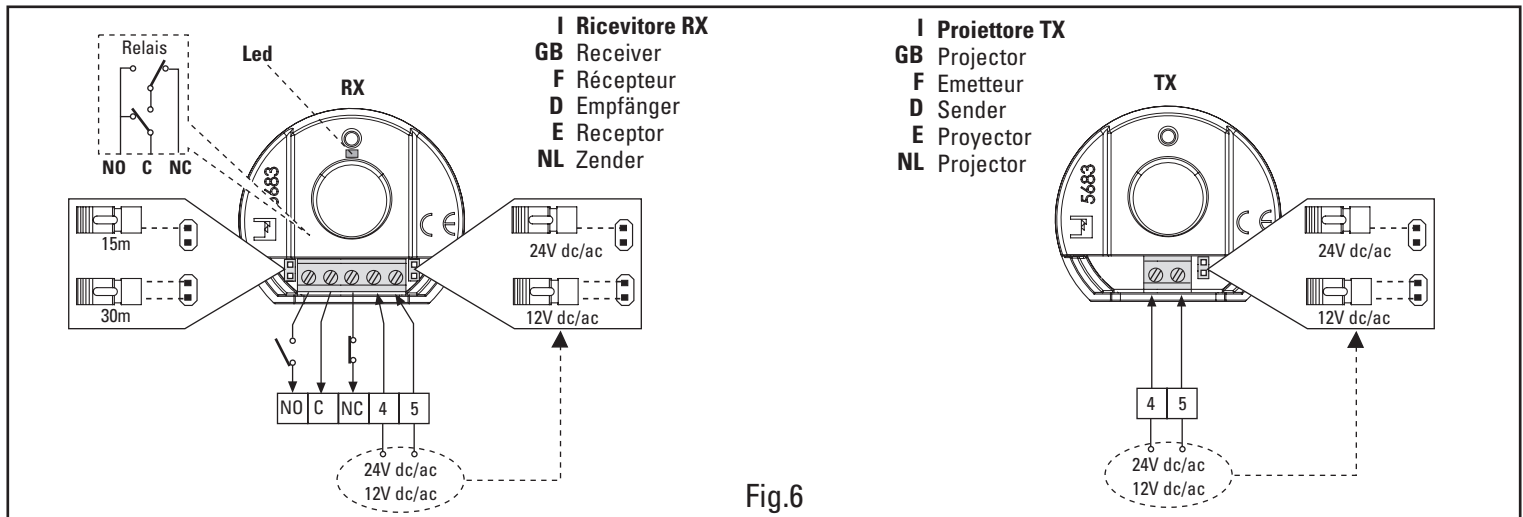 Relais
NO C NC
Led
RX
I Ricevitore RX
GB Receiver
F Récepteur
D Empfänger
E Receptor
NL Zender
5683
CE
15m
30m
24V dc/ac
12V dc/ac
NO C NC 4 5
24V dc/ac
12V dc/ac
Fig.6
I Proiettore TX
GB Projector
F Emetteur
D Sender
E Proyector
NL Projector
TX
5683
CE
24V dc/ac
12V dc/ac
4 5
24V dc/ac
12V dc/ac